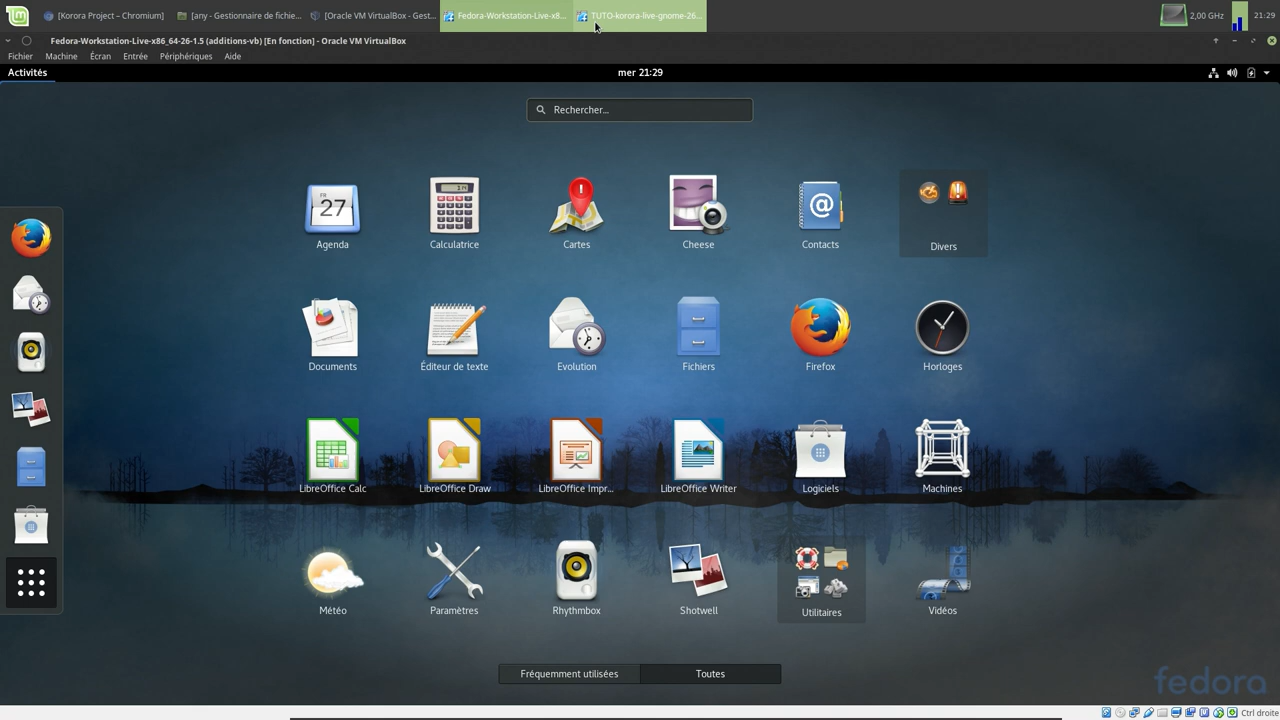 [Korora Project – Chromium]
[any - Gestionnaire de fichie...
[Oracle VM VirtualBox - Gest...
Fedora-Workstation-Live-x8...
TUTO-korora-live-gnome-26...
2,00 GHz
21:29
Fedora-Workstation-Live-x86_64-26-1.5 (additions-vb) [En fonction] - Oracle VM VirtualBox
Fichier Machine Écran Entrée Périphériques Aide
Activités
mer 21:29
Rechercher...
FR
27
Agenda
Calculatrice
Cartes
Cheese
@
Contacts
Divers
Documents
Éditeur de texte
Evolution
Fichiers
Firefox
Horloges
LibreOffice Calc
LibreOffice Draw
LibreOffice Impr...
LibreOffice Writer
Logiciels
Machines
Météo
Paramètres
Rhythmbox
Shotwell
Utilitaires
Vidéos
Fréquemment utilisées
Toutes
fedora
Ctrl droite